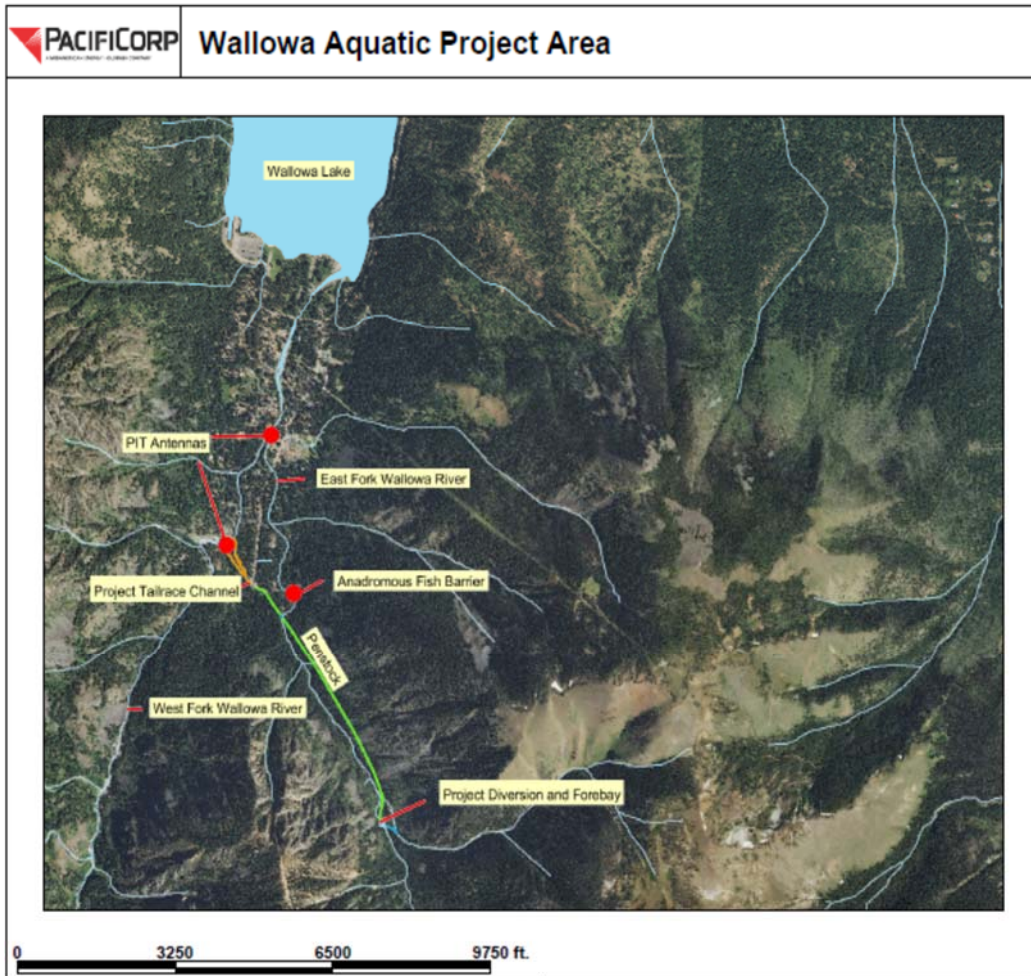 PACIFICORP
Wallowa Aquatic Project Area
Wallowa Lake
PIT Antennas
East Fork Wallowa River
Project Tailrace Channel
Anadromous Fish Barrier
Penstock
West Fork Wallowa River
Project Diversion and Forebay
0 3250 6500 9750 ft.